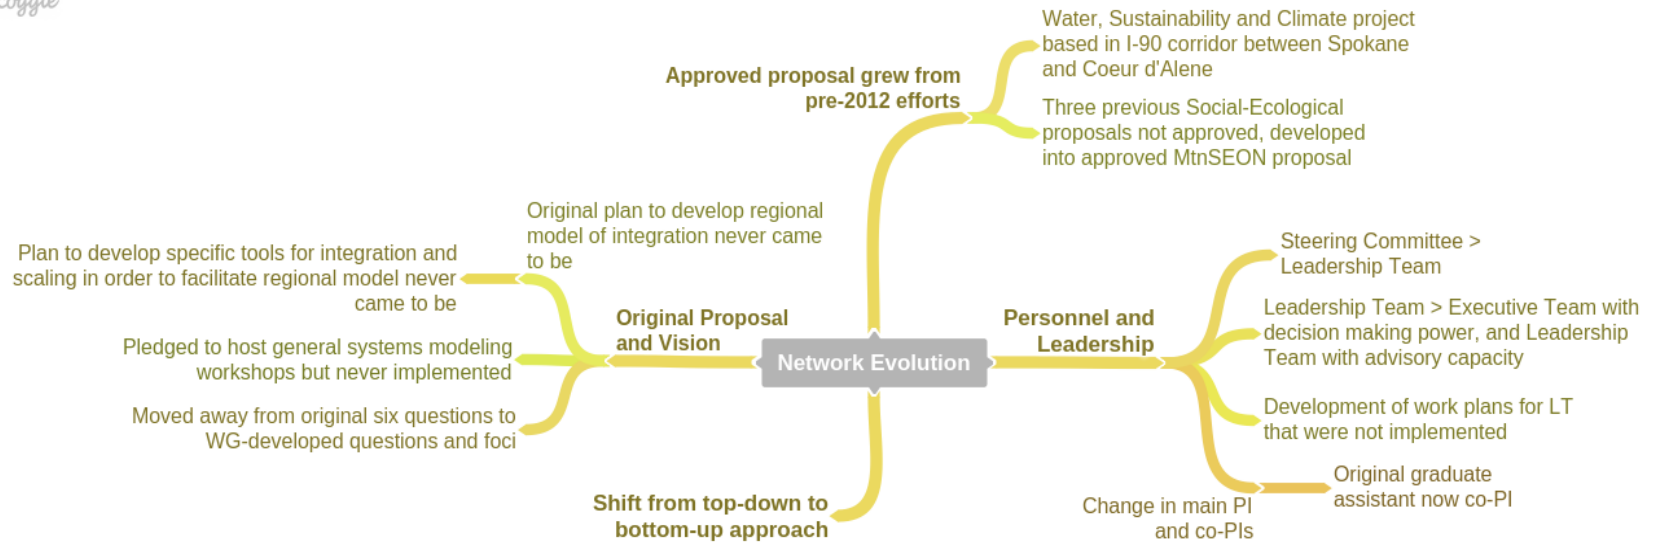 coggle
Water, Sustainability and Climate project
based in I-90 corridor between Spokane
and Coeur d'Alene
Approved proposal grew from
pre-2012 efforts
Three previous Social-Ecological
proposals not approved, developed
into approved MtnSEON proposal
Original plan to develop regional
model of integration never came
to be
Plan to develop specific tools for integration and
scaling in order to facilitate regional model never
came to be
Pledged to host general systems modeling
workshops but never implemented
Moved away from original six questions to
WG-developed questions and foci
Original Proposal
and Vision
Network Evolution
Personnel and
Leadership
Steering Committee >
Leadership Team
Leadership Team > Executive Team with
decision making power, and Leadership
Team with advisory capacity
Development of work plans for LT
that were not implemented
Change in main PI
and co-PIs
Original graduate
assistant now co-PI
Shift from top-down to
bottom-up approach